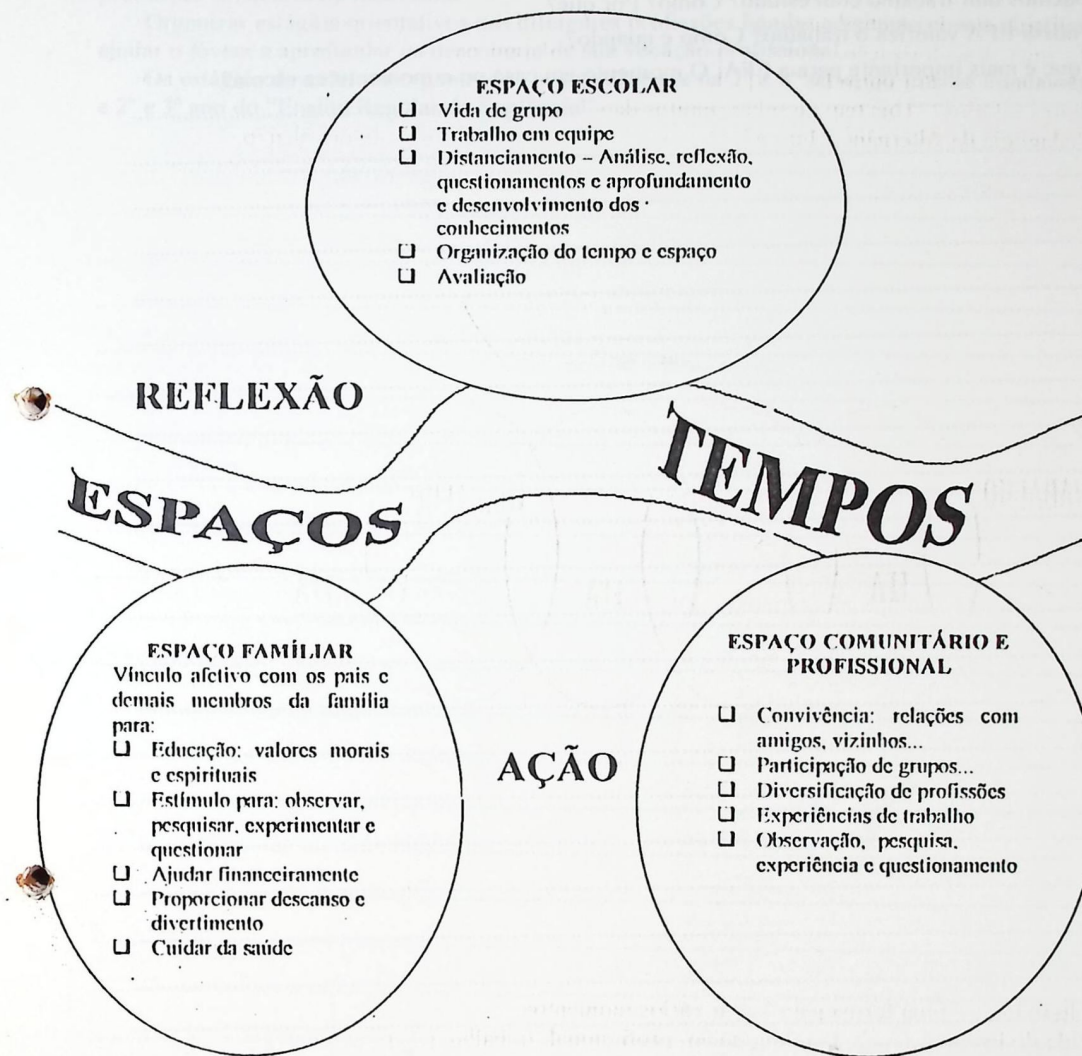 ESPAÇO ESCOLAR
❑ Vida de grupo
❑ Trabalho em equipe
❑ Distanciamento – Análise, reflexão,
questionamentos e aprofundamento
e desenvolvimento dos
conhecimentos
❑ Organização do tempo e espaço
❑ Avaliação
REFLEXÃO
ESPAÇOS
TEMPOS
ESPAÇO FAMÍLIAR
Vínculo afetivo com os pais e
demais membros da família
para:
❑ Educação: valores morais
e espirituais
❑ Estímulo para: observar,
pesquisar, experimentar e
questionar
❑ Ajudar financeiramente
❑ Proporcionar descanso e
divertimento
❑ Cuidar da saúde
AÇÃO
ESPAÇO COMUNITÁRIO E
PROFISSIONAL
❑ Convivência: relações com
amigos, vizinhos...
❑ Participação de grupos...
❑ Diversificação de profissões
❑ Experiências de trabalho
❑ Observação, pesquisa,
experiência e questionamento